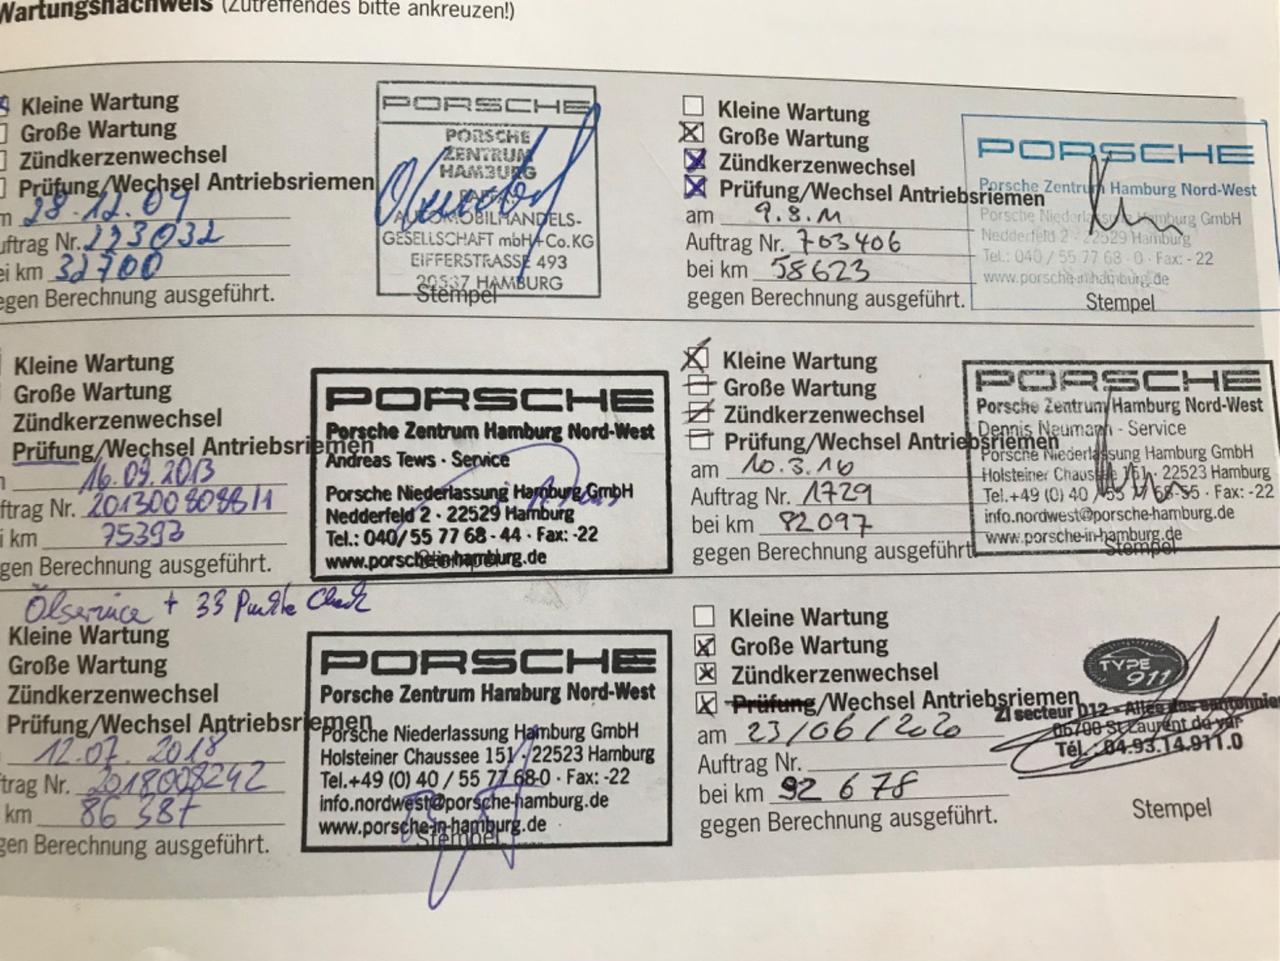 Wartungsnachweis (Zutreffendes bitte ankreuzen!)
Kleine Wartung
Große Wartung
Zündkerzenwechsel
Prüfung/Wechsel Antriebsriemen
28.12.09
uftrag Nr. 293032
ei km 32700
egen Berechnung ausgeführt.
PORSCHE
PORSCHE
ZENTRUM
HAMBURG
AUTOMOBILHANDELS-
GESELLSCHAFT mbH+Co.KG
EIFFERSTRASSE 493
20537 HAMBURG
Stempel
Kleine Wartung
Große Wartung
Zündkerzenwechsel
Prüfung/Wechsel Antriebsriemen
am 9.8.11
Auftrag Nr. 703406
bei km 58623
gegen Berechnung ausgeführt.
PORSCHE
Porsche Zentrum Hamburg Nord-West
Porsche Niederlassung Hamburg GmbH
Nedderfeld 2 · 22529 Hamburg
Tel.: 040 / 55 77 68 - 0 · Fax: - 22
www.porsche-in-hamburg.de
Stempel
Kleine Wartung
Große Wartung
Zündkerzenwechsel
Prüfung/Wechsel Antriebsriemen
16.09.2013
ftrag Nr.
i km 75393
gen Berechnung ausgeführt.
PORSCHE
Porsche Zentrum Hamburg Nord-West
Andreas Tews · Service
Porsche Niederlassung Hamburg GmbH
Nedderfeld 2 · 22529 Hamburg
Tel.: 040/ 55 77 68 - 44 · Fax: -22
www.porsche-in-hamburg.de
Stempel
Kleine Wartung
Große Wartung
Zündkerzenwechsel
Prüfung/Wechsel Antriebsriemen
am 10.3.16
Auftrag Nr. 1729
bei km 82097
gegen Berechnung ausgeführt.
PORSCHE
Porsche Zentrum Hamburg Nord-West
Dennis Neumann - Service
Porsche Niederlassung Hamburg GmbH
Holsteiner Chaussee 151 · 22523 Hamburg
Tel.+49 (0) 40 / 55 77 68-55 · Fax: -22
info.nordwest@porsche-hamburg.de
www.porsche-in-hamburg.de
Stempel
Ölservice + 33 Punkte Check
Kleine Wartung
Große Wartung
Zündkerzenwechsel
Prüfung/Wechsel Antriebsriemen
12.07.2018
trag Nr. 2018008242
km 86387
gen Berechnung ausgeführt.
PORSCHE
Porsche Zentrum Hamburg Nord-West
Porsche Niederlassung Hamburg GmbH
Holsteiner Chaussee 151 · 22523 Hamburg
Tel.+49 (0) 40 / 55 77 68-0 · Fax: -22
info.nordwest@porsche-hamburg.de
www.porsche-in-hamburg.de
Stempel
Kleine Wartung
Große Wartung
Zündkerzenwechsel
Prüfung/Wechsel Antriebsriemen
am 23/06/2020
Auftrag Nr.
bei km 92 678
gegen Berechnung ausgeführt.
TYPE
911
ZI secteur D12 - Allée des
06700 St Laurent du var
Tél. 04.93.14.911.0
Stempel